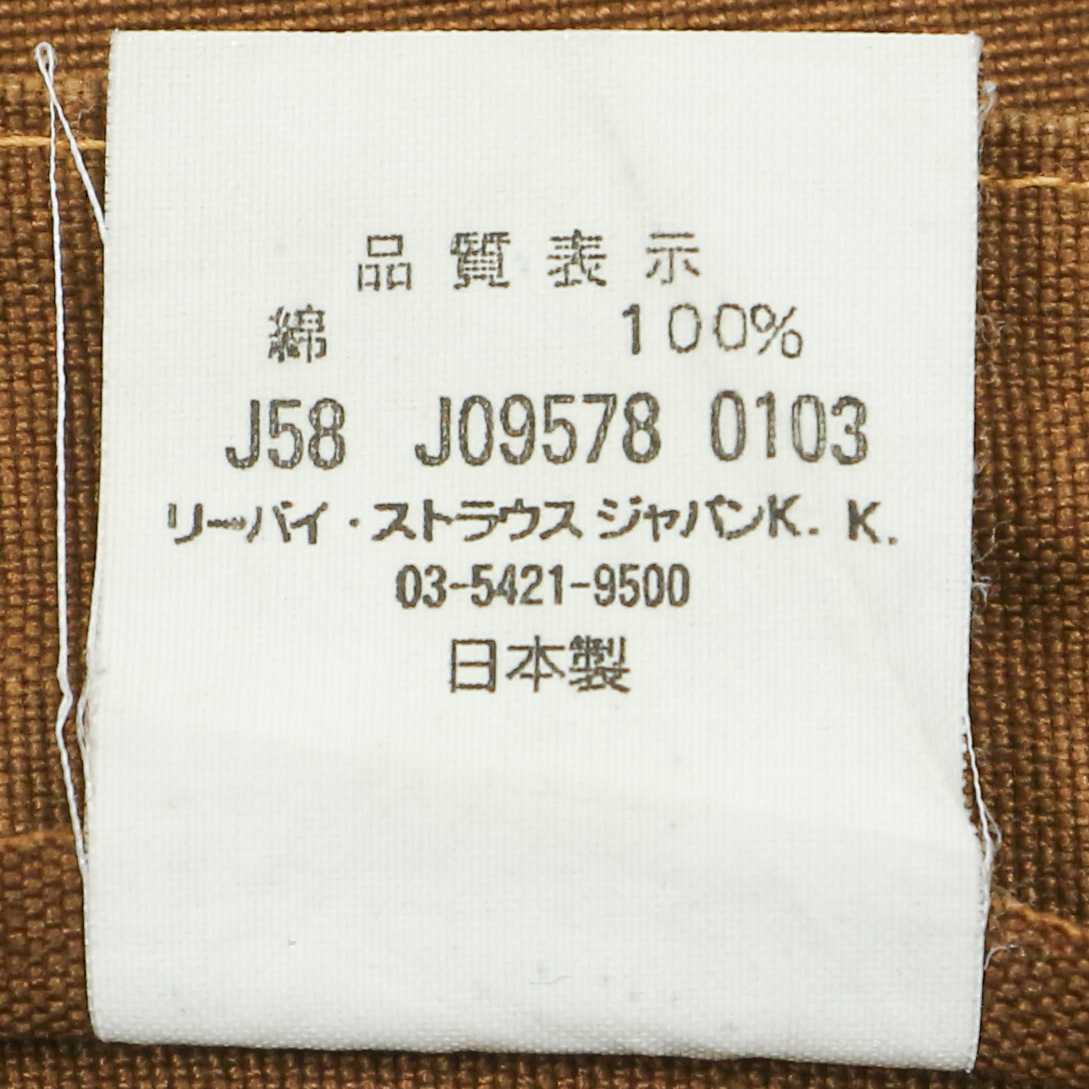 品質表示
綿 100%
J58 J09578 0103
リーバイ・ストラウス ジャパンK.K.
03-5421-9500
日本製